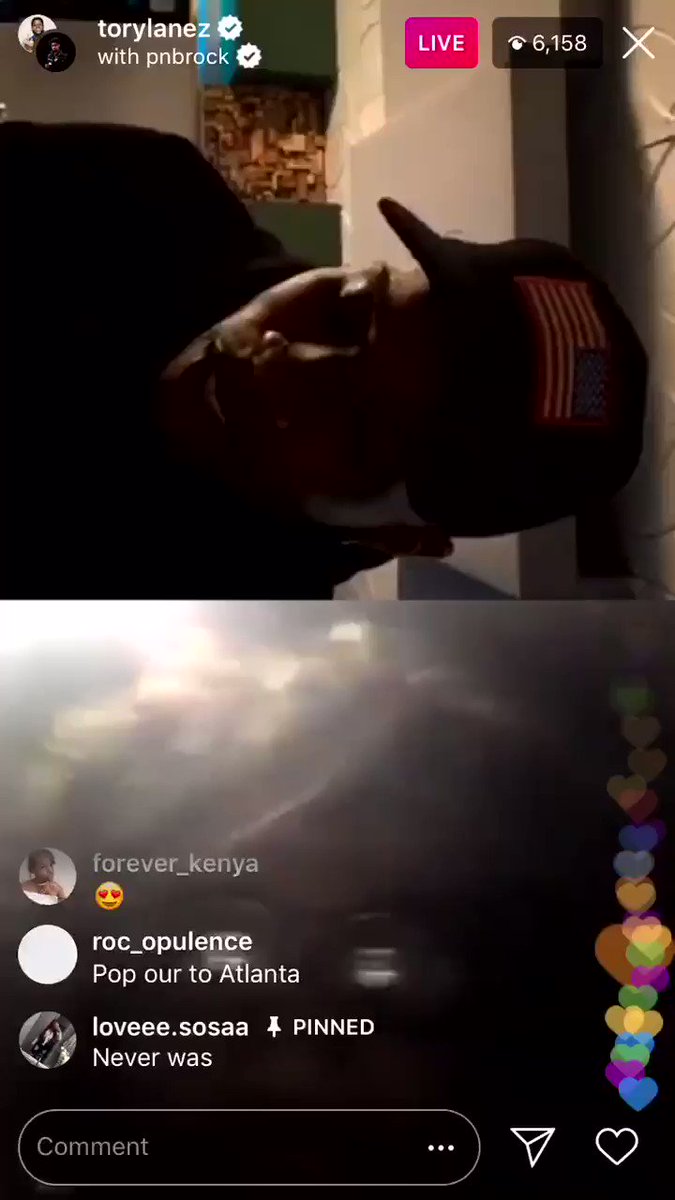 torylanez
with pnbrock
LIVE
6,158
forever_kenya
😍
roc_opulence
Pop our to Atlanta
loveee.sosaa PINNED
Never was
Comment